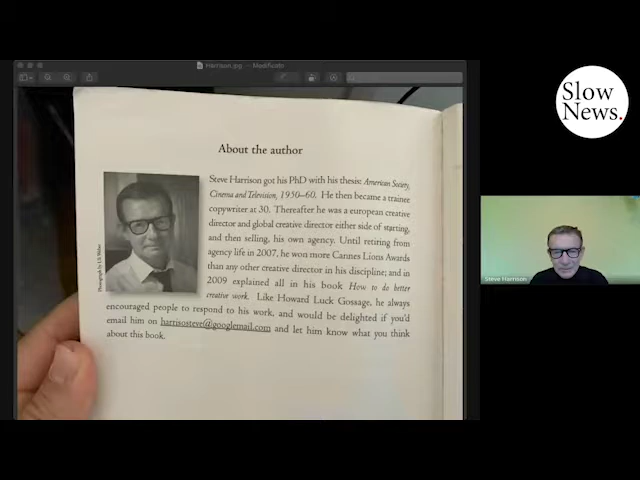 Harrison.jpg — Modificato
Slow
News.
About the author
Steve Harrison got his PhD with his thesis: American Society,
Cinema and Television, 1950–60. He then became a trainee
copywriter at 30. Thereafter he was a european creative
director and global creative director either side of starting,
and then selling, his own agency. Until retiring from
agency life in 2007, he won more Cannes Lions Awards
than any other creative director in his discipline; and in
2009 explained all in his book How to do better
creative work. Like Howard Luck Gossage, he always
encouraged people to respond to his work, and would be delighted if you'd
email him on harrisosteve@googlemail.com and let him know what you think
about this book.
Steve Harrison